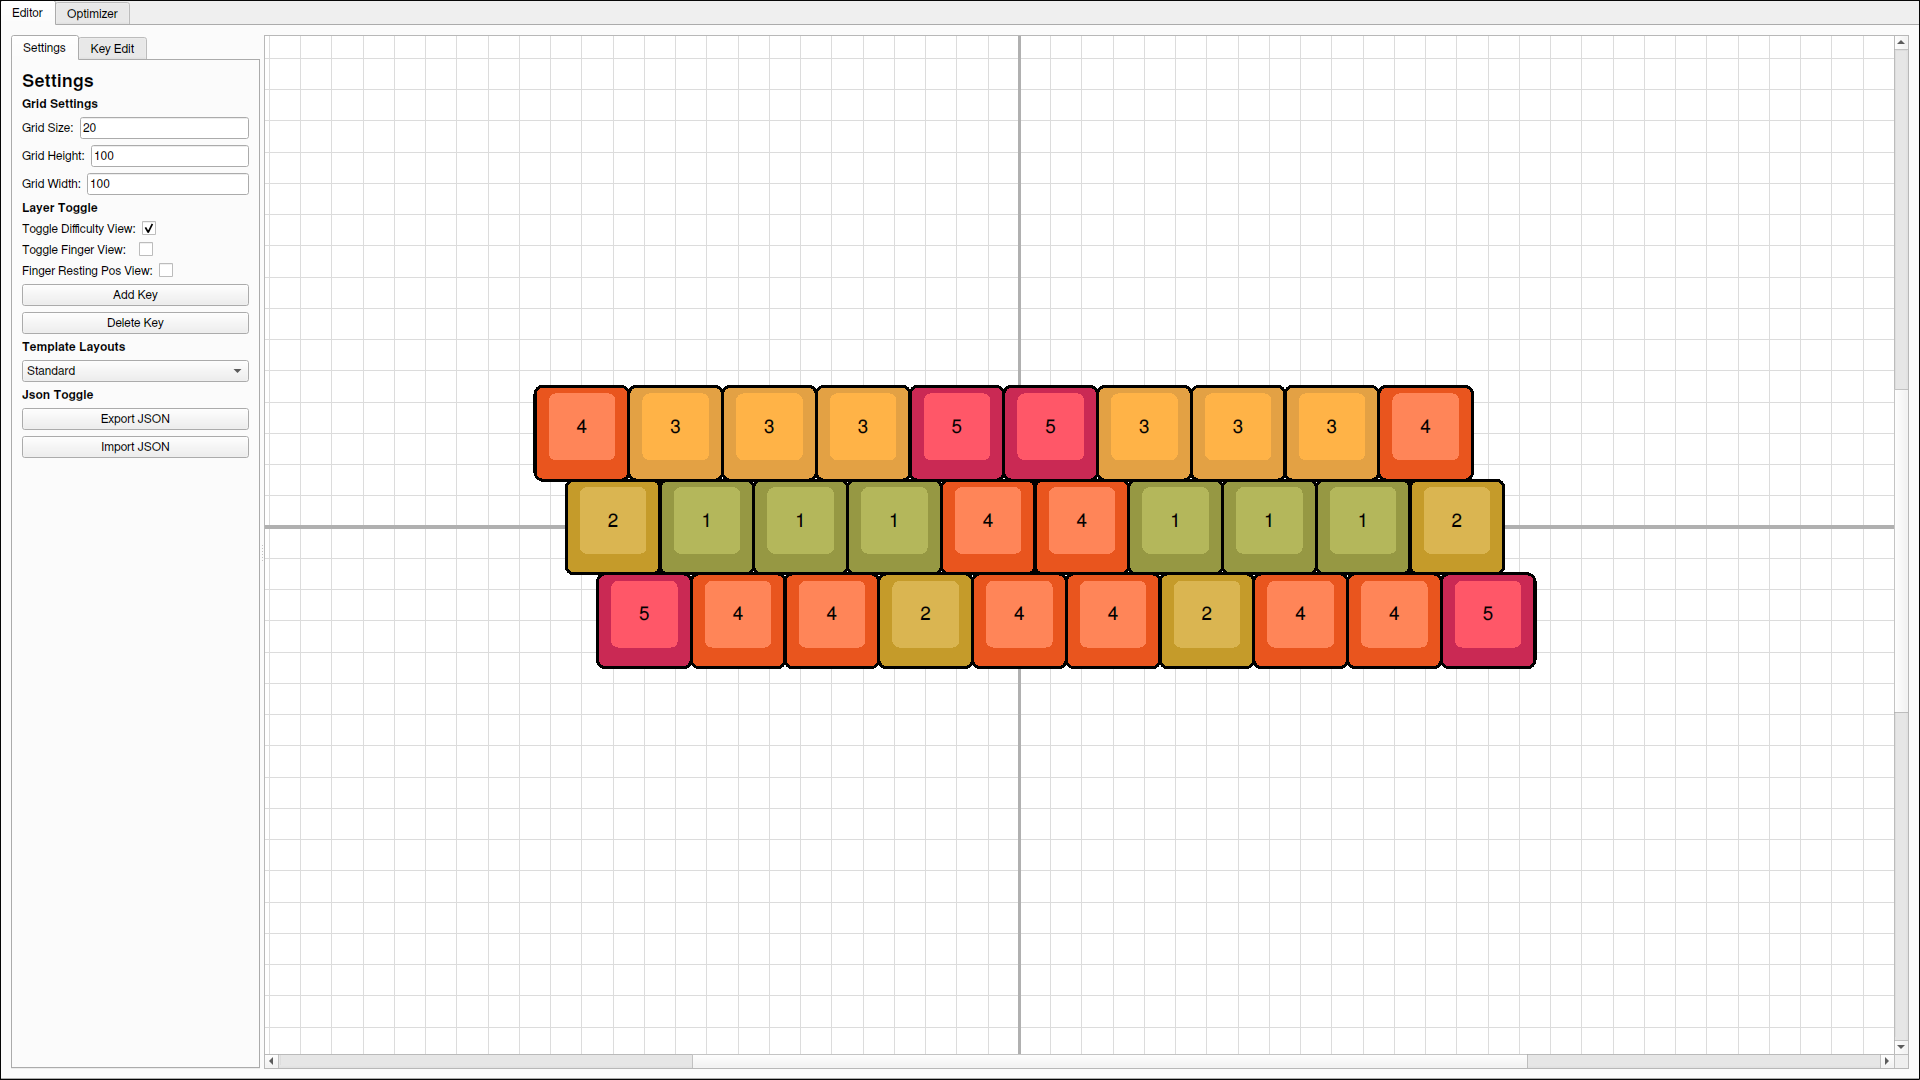 Editor Optimizer
Settings Key Edit
Settings
Grid Settings
Grid Size: 20
Grid Height: 100
Grid Width: 100
Layer Toggle
Toggle Difficulty View:
Toggle Finger View:
Finger Resting Pos View:
Add Key
Delete Key
Template Layouts
Standard
Json Toggle
Export JSON
Import JSON
4 3 3 3 5 5 3 3 3 4
2 1 1 1 4 4 1 1 1 2
5 4 4 2 4 4 2 4 4 5